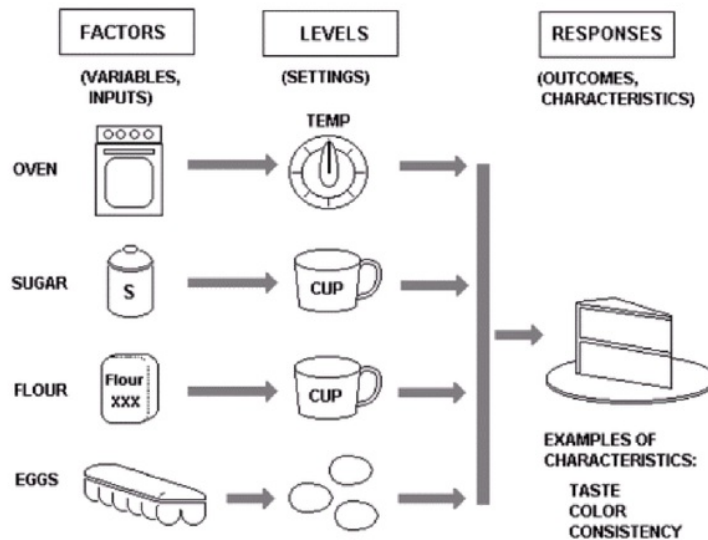 FACTORS
LEVELS
RESPONSES
(VARIABLES,
INPUTS)
(SETTINGS)
(OUTCOMES,
CHARACTERISTICS)
TEMP
OVEN
SUGAR
S
CUP
FLOUR
Flour
XXX
CUP
EGGS
EXAMPLES OF
CHARACTERISTICS:
TASTE
COLOR
CONSISTENCY